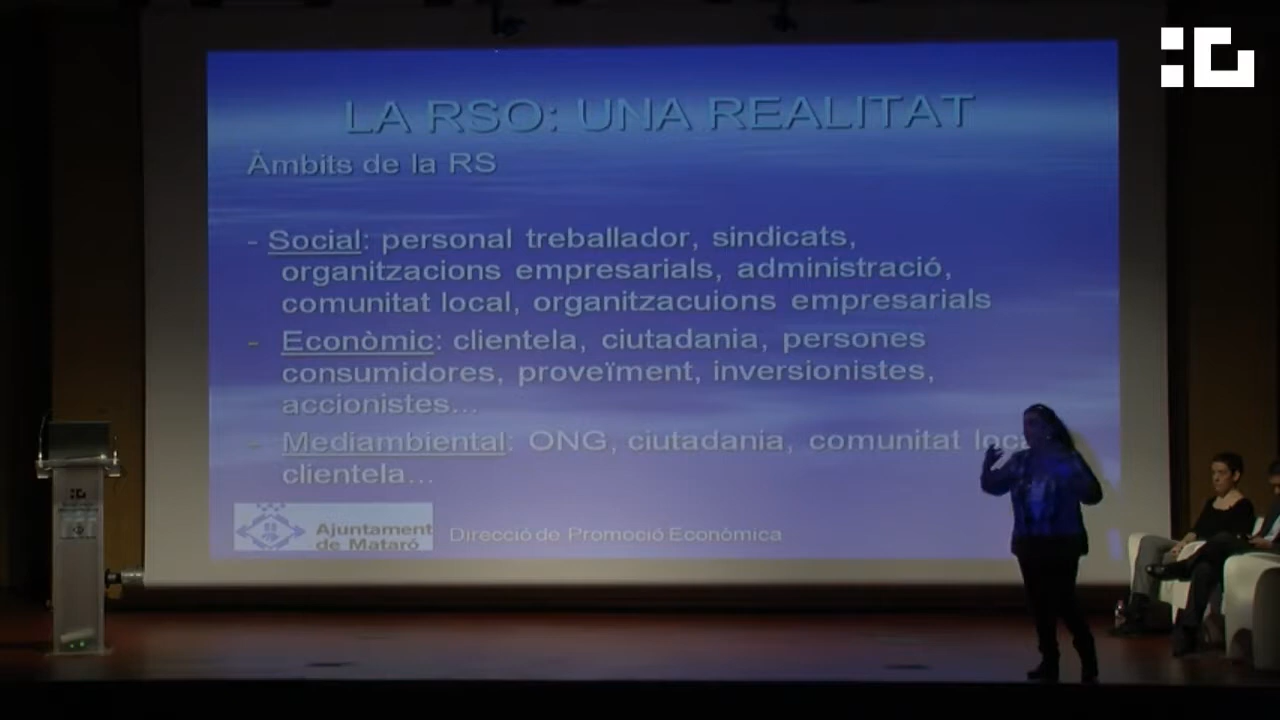 LA RSO: UNA REALITAT
Àmbits de la RS
- Social: personal treballador, sindicats,
organitzacions empresarials, administració,
comunitat local, organitzacuions empresarials
- Econòmic: clientela, ciutadania, persones
consumidores, proveïment, inversionistes,
accionistes...
- Mediambiental: ONG, ciutadania, comunitat
clientela...
Ajuntament
de Mataró
Direcció de Promoció Econòmica